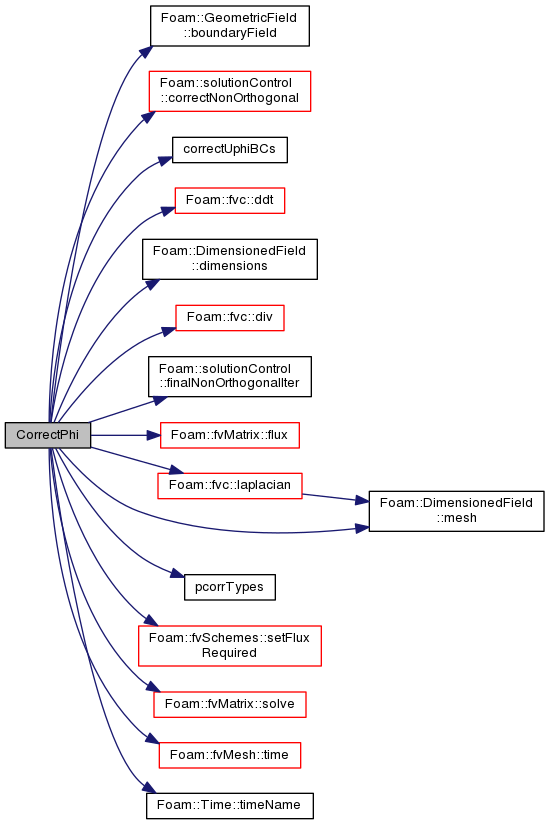 Foam::GeometricField
::boundaryField
Foam::solutionControl
::correctNonOrthogonal
correctUphiBCs
Foam::fvc::ddt
Foam::DimensionedField
::dimensions
Foam::fvc::div
Foam::solutionControl
::finalNonOrthogonalIter
CorrectPhi
Foam::fvMatrix::flux
Foam::fvc::laplacian
Foam::DimensionedField
::mesh
pcorrTypes
Foam::fvSchemes::setFlux
Required
Foam::fvMatrix::solve
Foam::fvMesh::time
Foam::Time::timeName